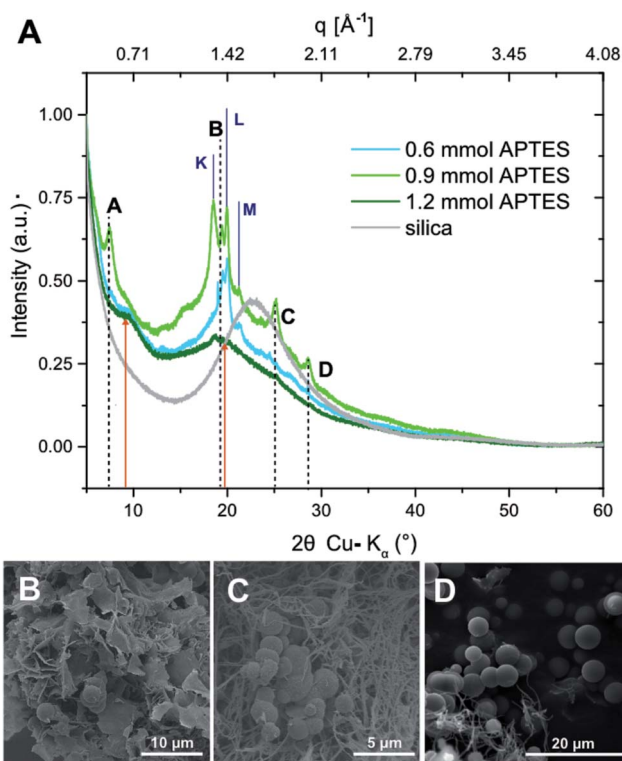 A
q [Å⁻¹]
0.71 1.42 2.11 2.79 3.45 4.08
Intensity (a.u.)
1.00
0.75
0.50
0.25
0.00
0.6 mmol APTES
0.9 mmol APTES
1.2 mmol APTES
silica
L
B
K
A
M
C
D
10 20 30 40 50 60
2θ Cu-Kα (°)
B
10 µm
C
5 µm
D
20 µm